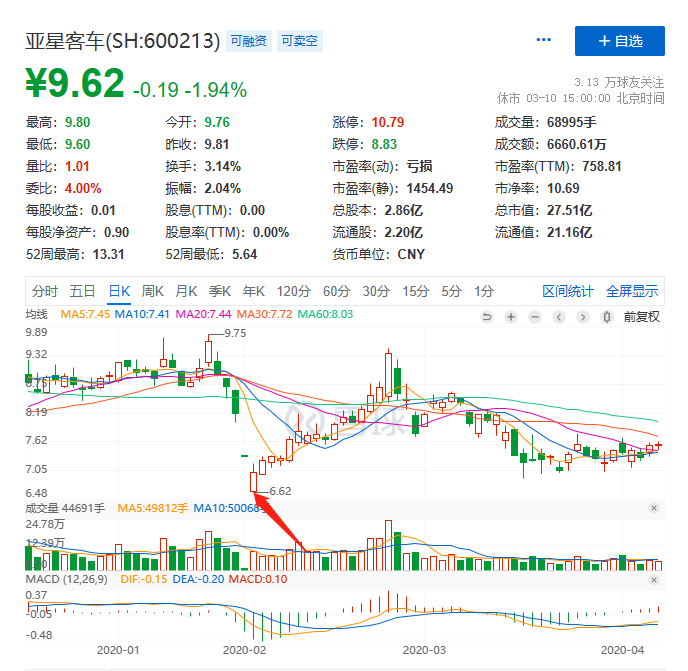 亚星客车(SH:600213) 可融资 可卖空 ••• + 自选
¥9.62 -0.19 -1.94%
3.13 万球友关注
休市 03-10 15:00:00 北京时间
最高：9.80 今开：9.76 涨停：10.79 成交量：68995手
最低：9.60 昨收：9.81 跌停：8.83 成交额：6660.61万
量比：1.01 换手：3.14% 市盈率(动)：亏损 市盈率(TTM)：758.81
委比：4.00% 振幅：2.04% 市盈率(静)：1454.49 市净率：10.69
每股收益：0.01 股息(TTM)：0.00 总股本：2.86亿 总市值：27.51亿
每股净资产：0.90 股息率(TTM)：0.00% 流通股：2.20亿 流通值：21.16亿
52周最高：13.31 52周最低：5.64 货币单位：CNY
分时 五日 日K 周K 月K 季K 年K 120分 60分 30分 15分 5分 1分 区间统计 全屏显示
均线 MA5:7.45 MA10:7.41 MA20:7.44 MA30:7.72 MA60:8.03 前复权
9.89
9.75
9.32
8.75
8.19
雪球
7.62
7.05
6.48
6.62
成交量 44691手 MA5:49812手 MA10:50068手
24.78万
12.39万
MACD (12,26,9) DIF:-0.15 DEA:-0.20 MACD:0.10
0.37
-0.05
-0.48
2020-01 2020-02 2020-03 2020-04